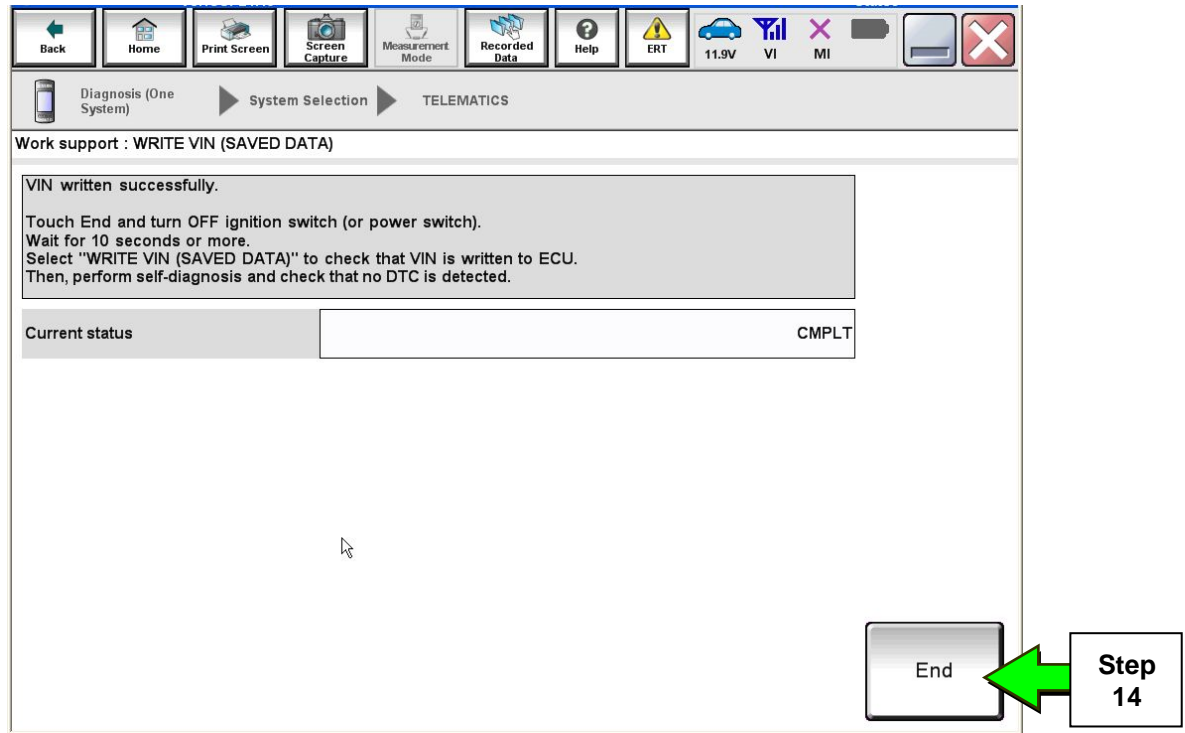 Back
Home
Print Screen
Screen
Capture
Measurement
Mode
Recorded
Data
Help
ERT
11.9V
VI
MI
Diagnosis (One
System)
System Selection
TELEMATICS
Work support : WRITE VIN (SAVED DATA)
VIN written successfully.
Touch End and turn OFF ignition switch (or power switch).
Wait for 10 seconds or more.
Select "WRITE VIN (SAVED DATA)" to check that VIN is written to ECU.
Then, perform self-diagnosis and check that no DTC is detected.
Current status
CMPLT
End
Step
14